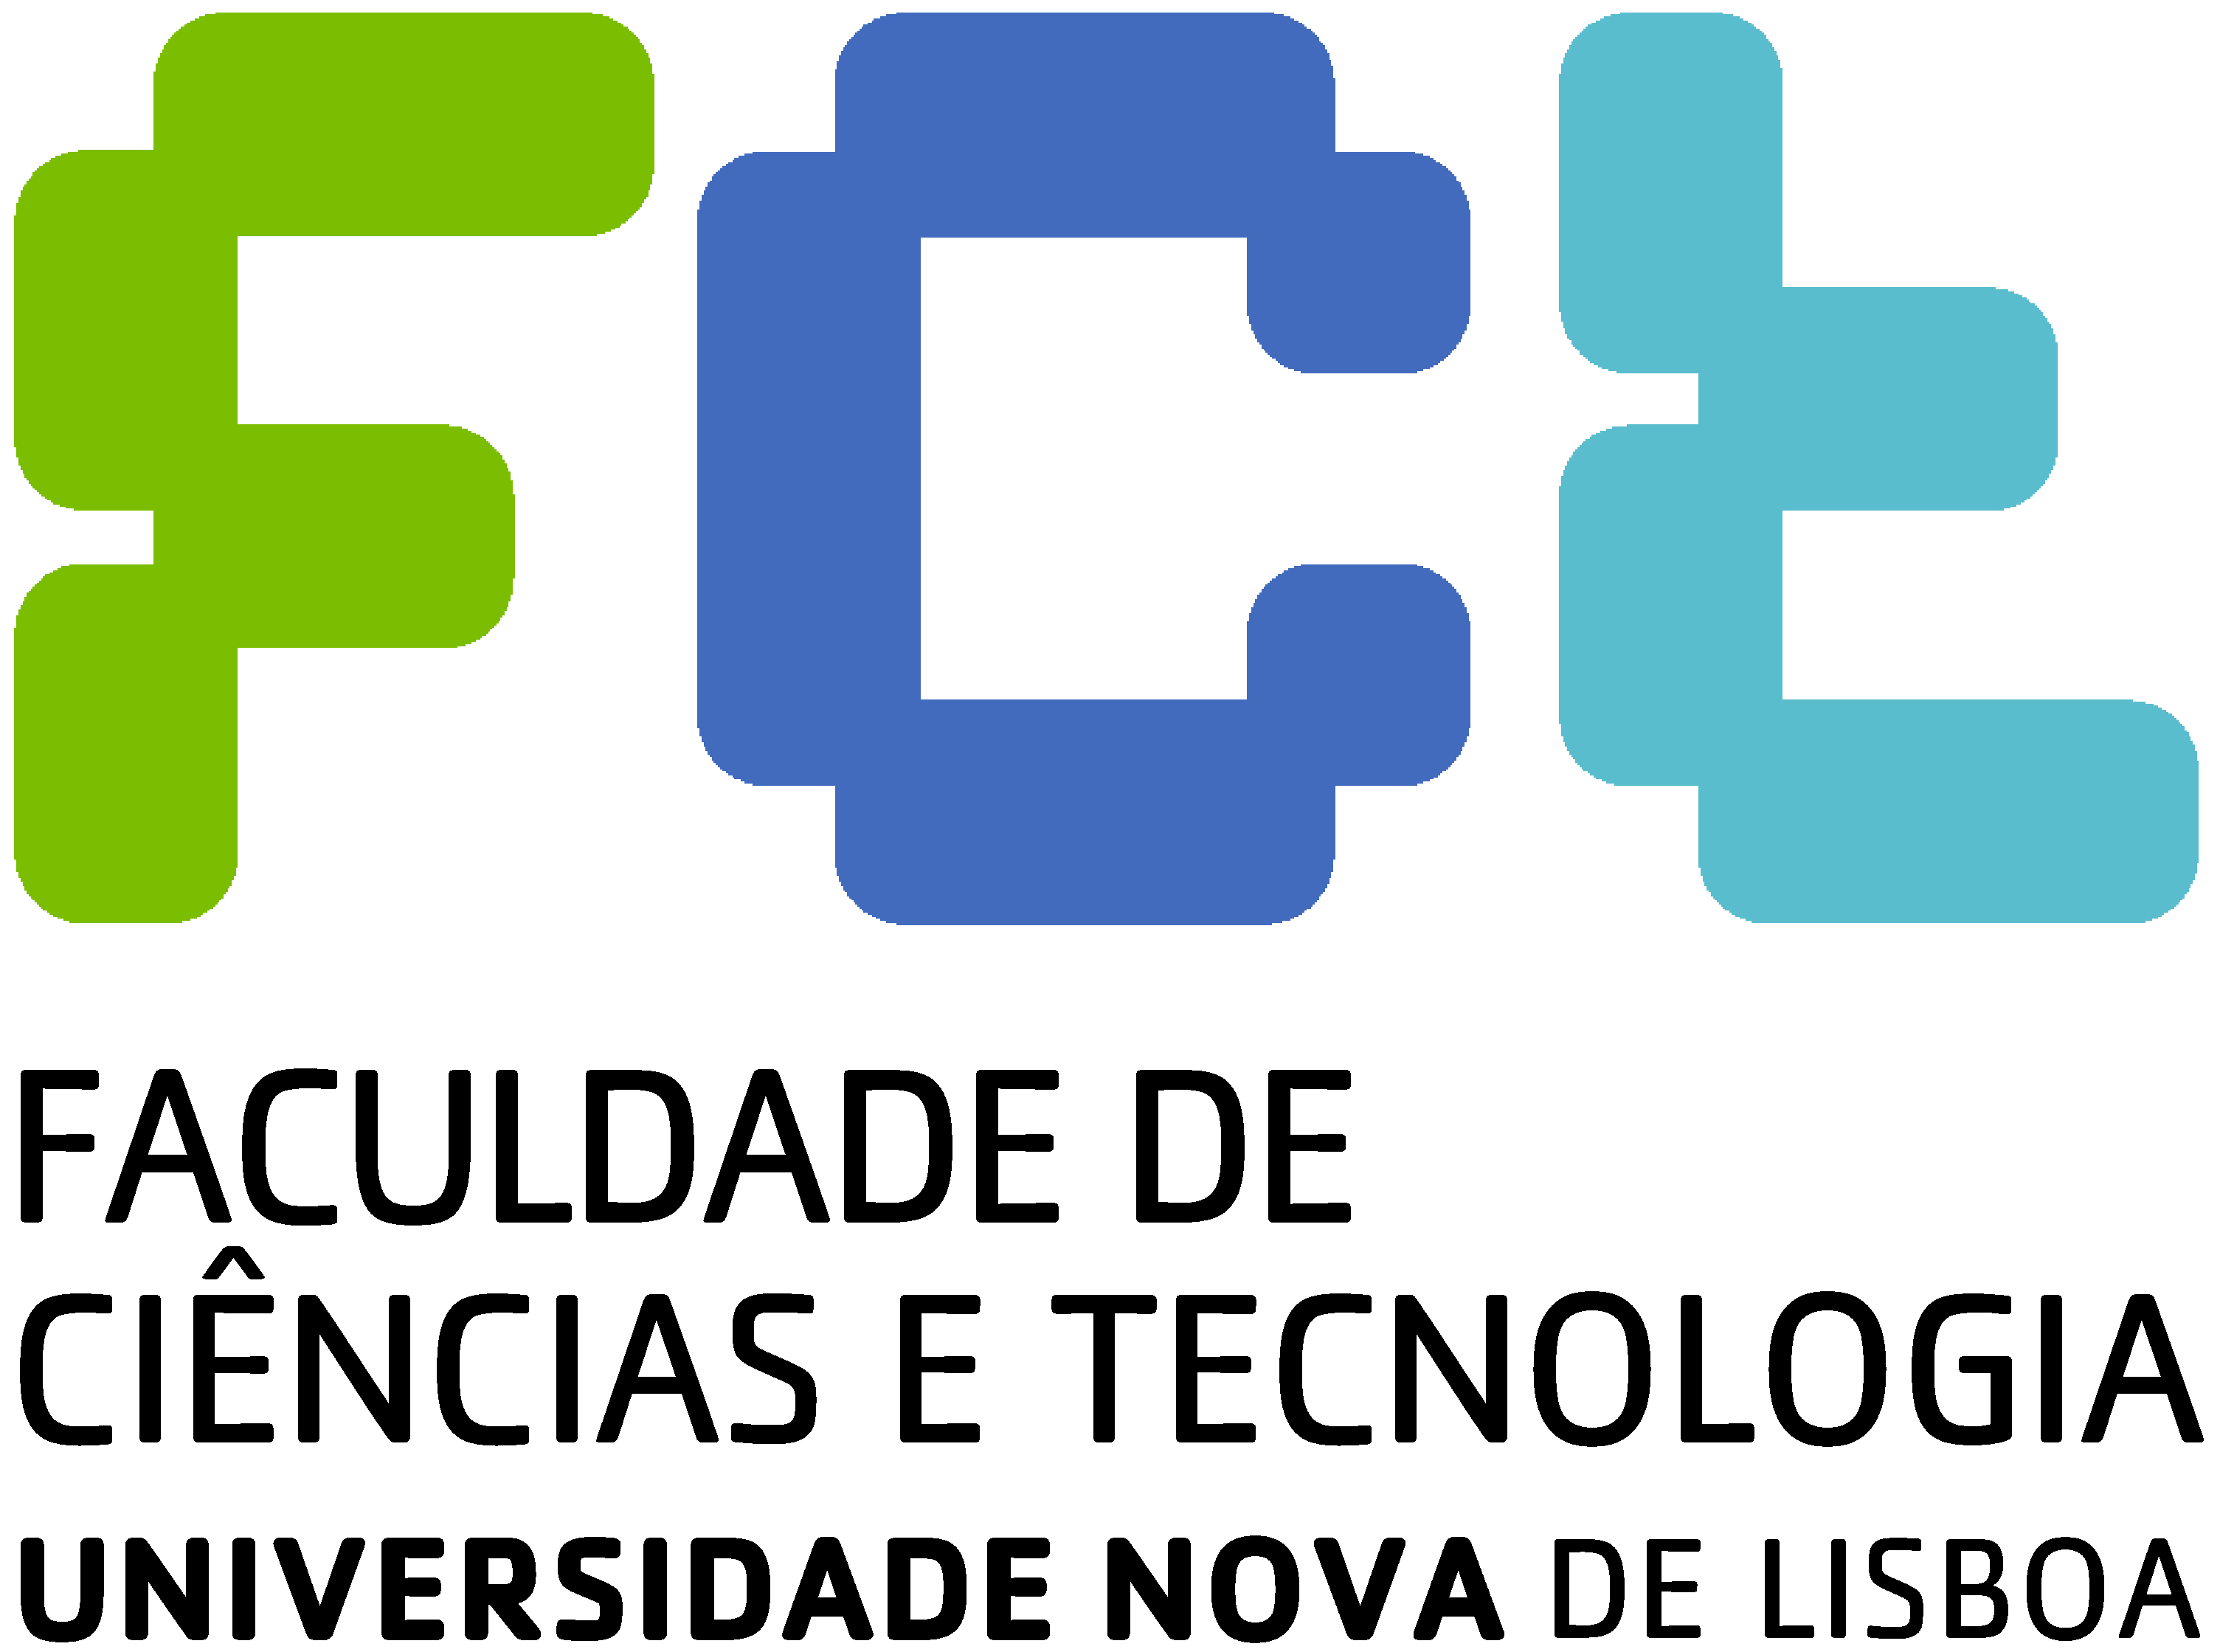 FCt
FACULDADE DE
CIÊNCIAS E TECNOLOGIA
UNIVERSIDADE NOVA DE LISBOA